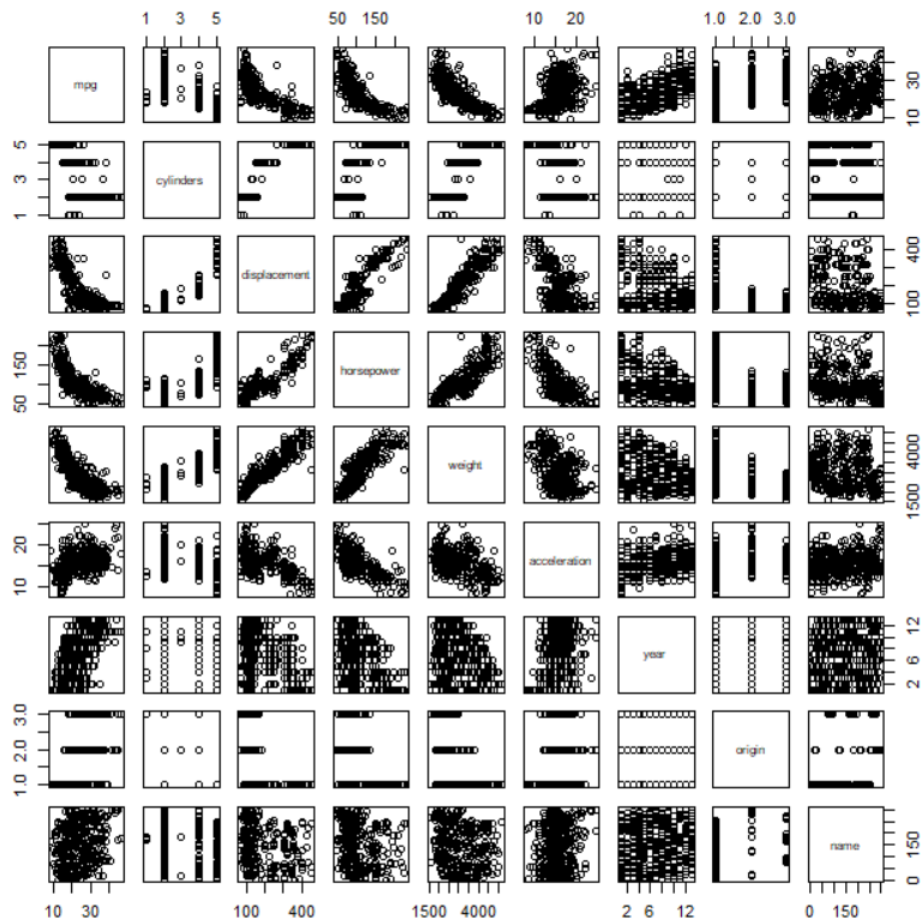 1 3 5 50 150 10 20 1.0 2.0 3.0
mpg 10 30
1 3 5 cylinders
displacement 100 400
50 150 horsepower
weight 1500 4000
10 20 acceleration
year 2 6 12
1.0 2.0 3.0 origin
name 0 150
10 30 100 400 1500 4000 2 6 12 0 150